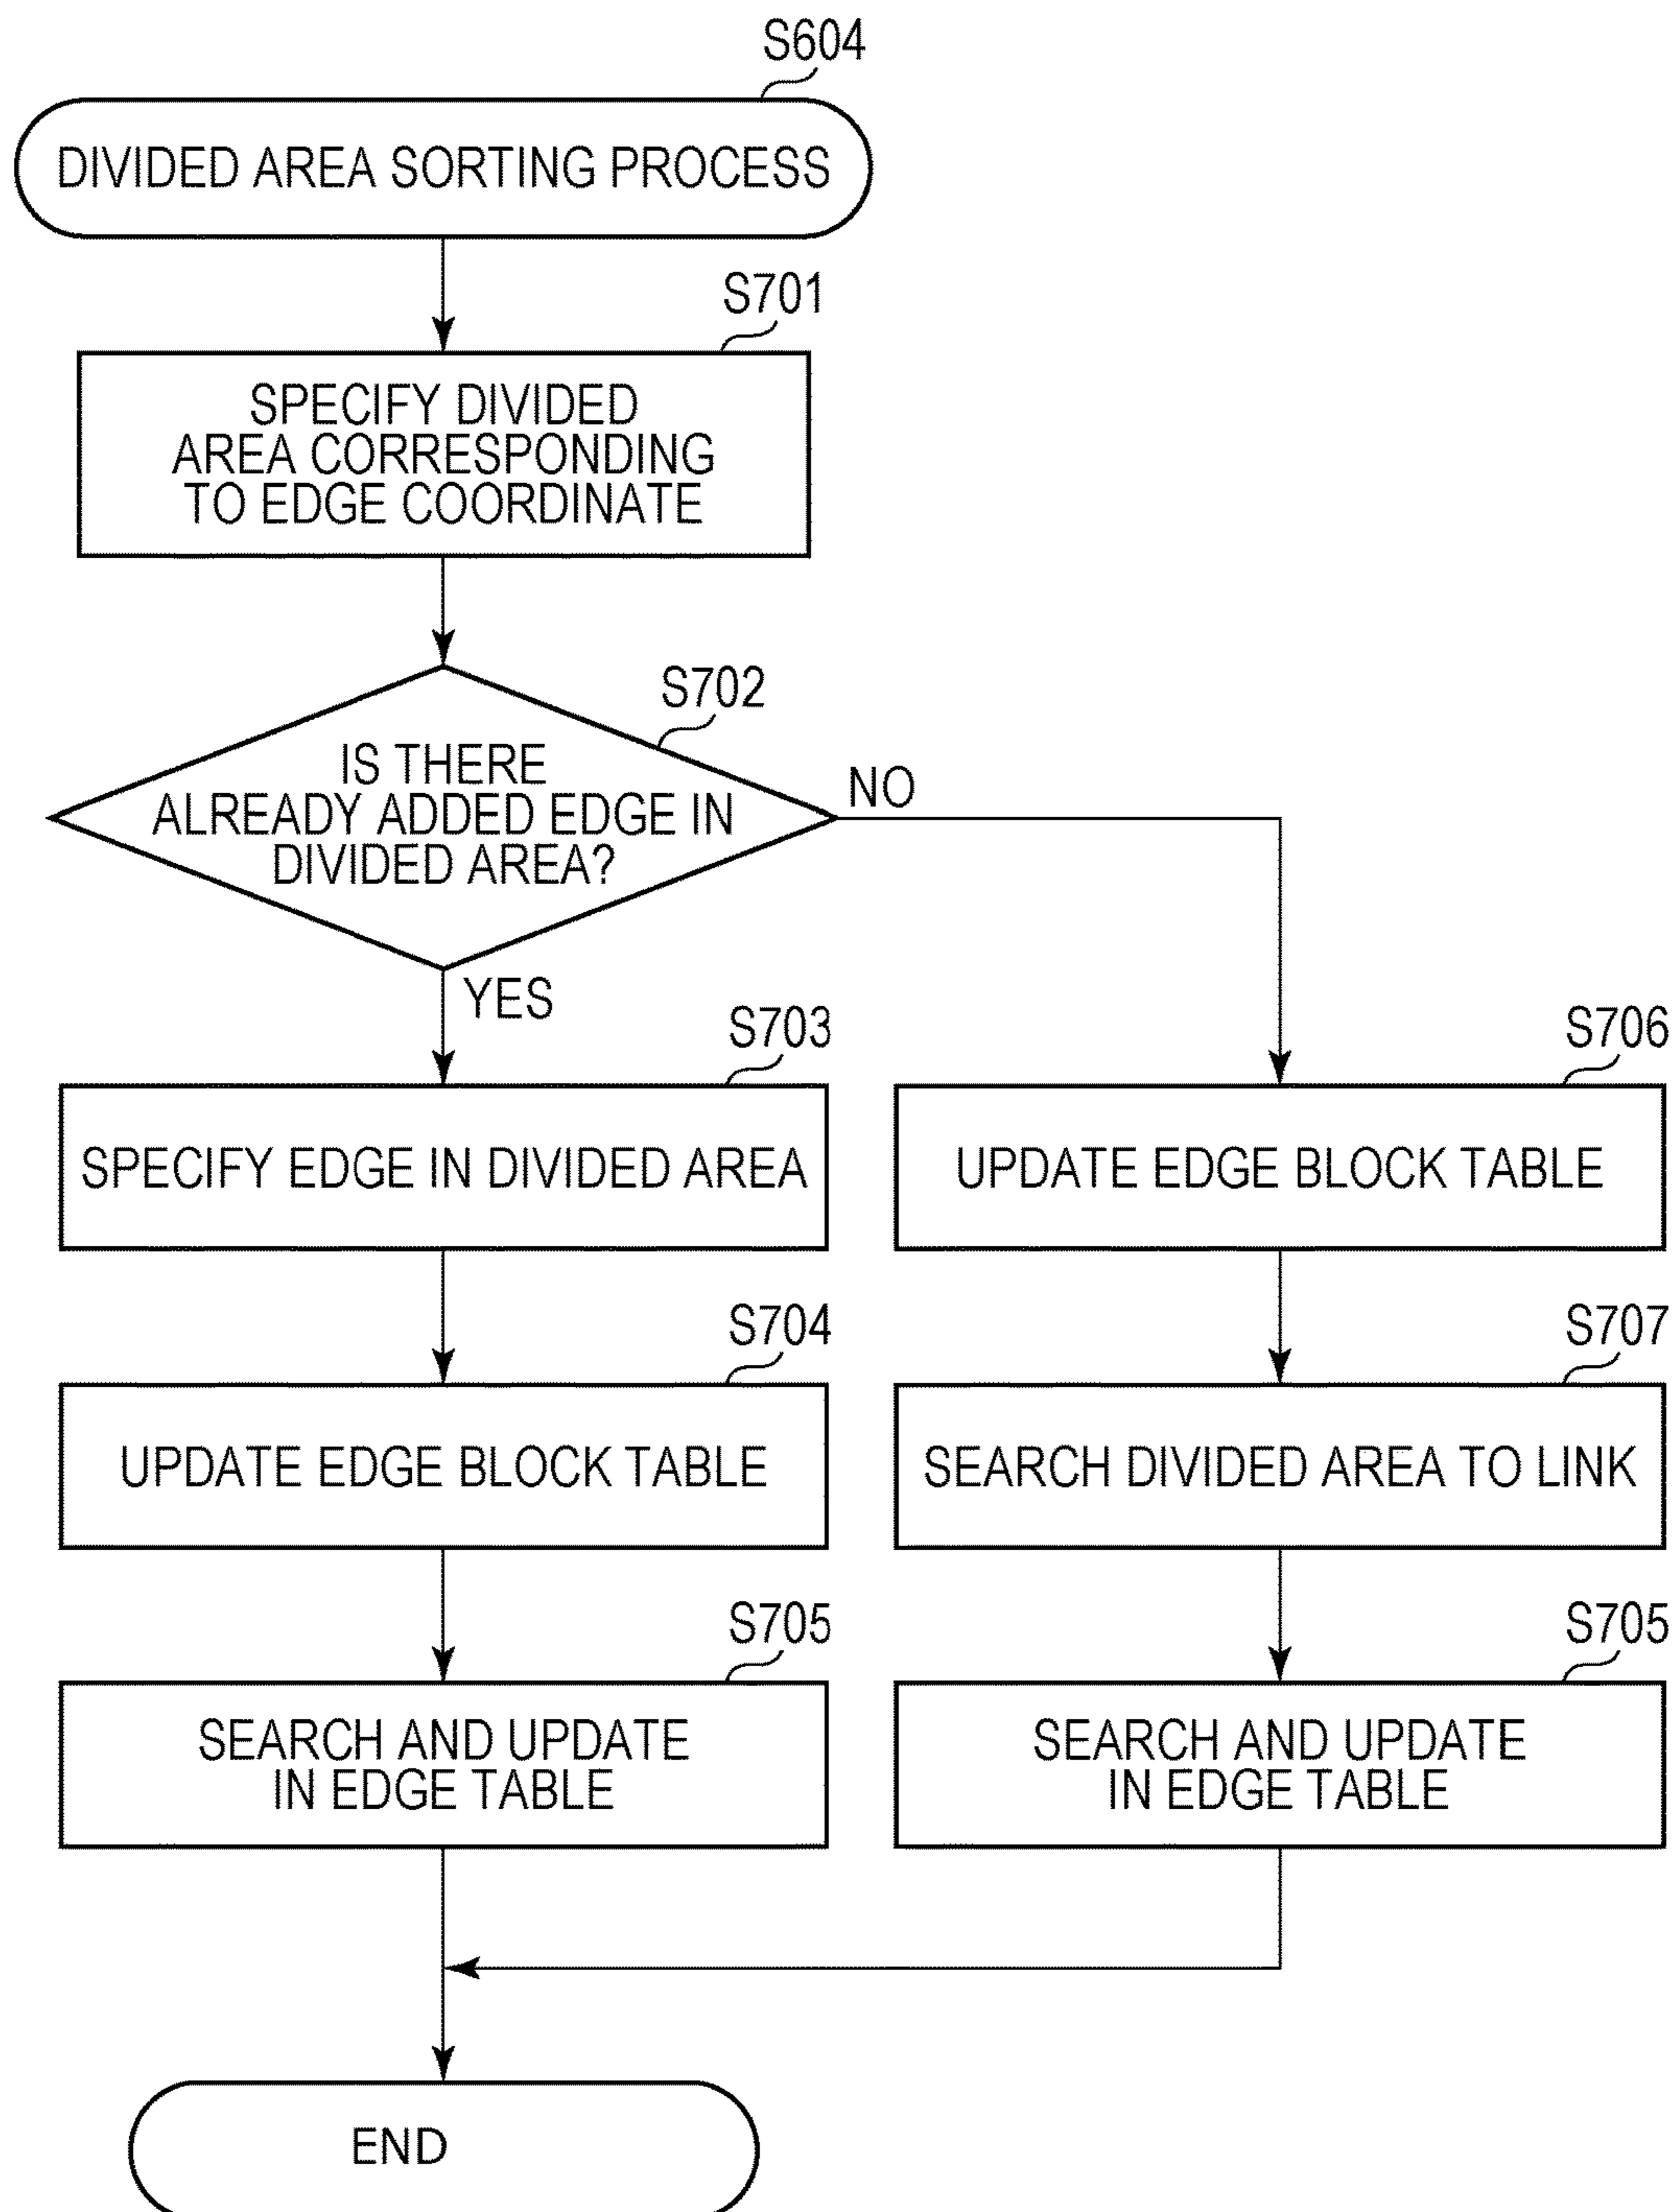 S604
DIVIDED AREA SORTING PROCESS
S701
SPECIFY DIVIDED
AREA CORRESPONDING
TO EDGE COORDINATE
S702
IS THERE
ALREADY ADDED EDGE IN
DIVIDED AREA?
NO
YES
S703
SPECIFY EDGE IN DIVIDED AREA
S706
UPDATE EDGE BLOCK TABLE
S704
UPDATE EDGE BLOCK TABLE
S707
SEARCH DIVIDED AREA TO LINK
S705
SEARCH AND UPDATE
IN EDGE TABLE
S705
SEARCH AND UPDATE
IN EDGE TABLE
END